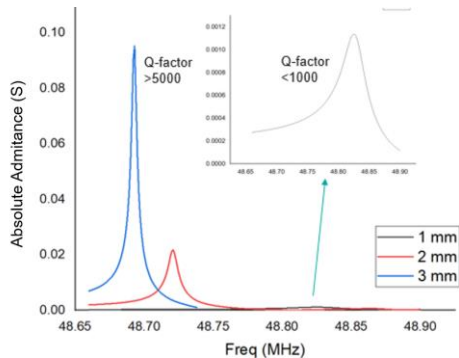 Absolute Admitance (S)
0.10
0.08
0.06
0.04
0.02
0.00
48.65 48.70 48.75 48.80 48.85 48.90
Freq (MHz)
Q-factor
>5000
Q-factor
<1000
0.0012
0.0010
0.0008
0.0006
0.0004
0.0002
0.0000
48.65 48.70 48.75 48.80 48.85 48.90
1 mm
2 mm
3 mm